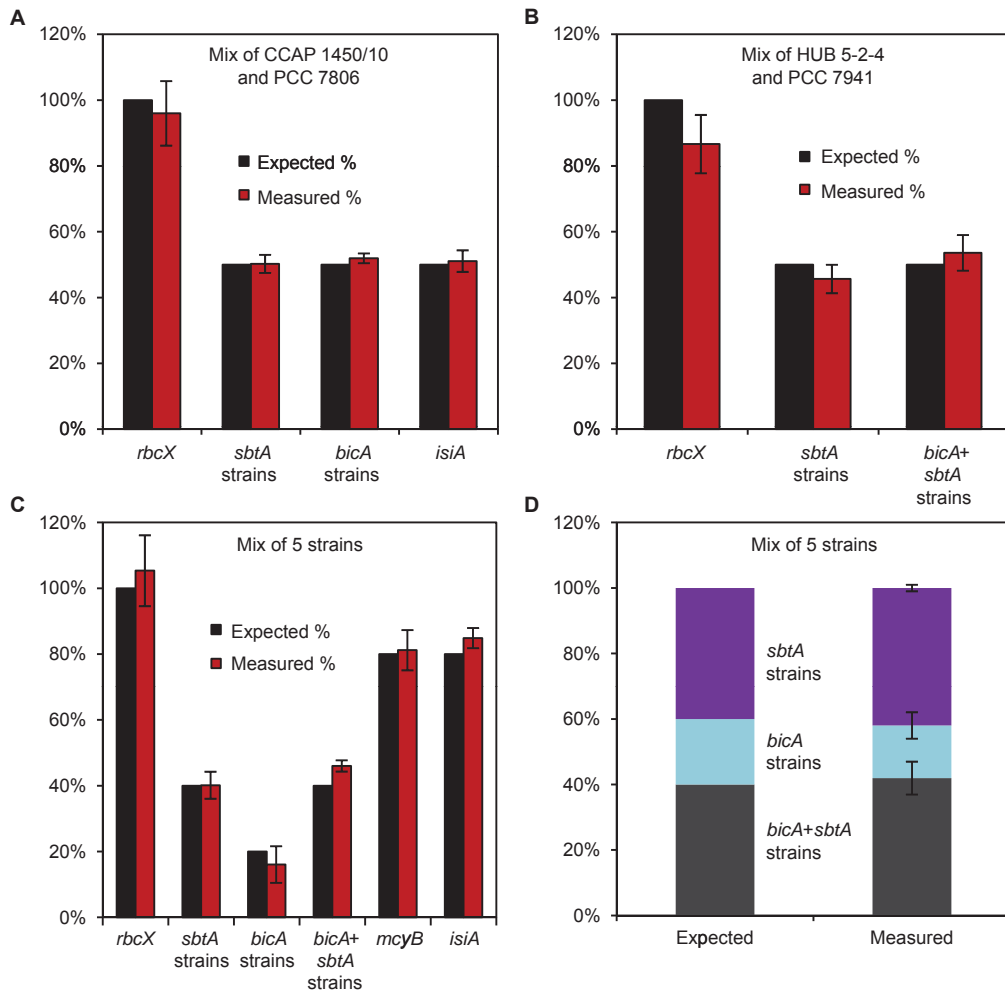 A
120%
100%
80%
60%
40%
20%
0%
Mix of CCAP 1450/10
and PCC 7806
Expected %
Measured %
rbcX
sbtA
strains
bicA
strains
isiA
B
120%
100%
80%
60%
40%
20%
0%
Mix of HUB 5-2-4
and PCC 7941
Expected %
Measured %
rbcX
sbtA
strains
bicA+
sbtA
strains
C
120%
100%
80%
60%
40%
20%
0%
Mix of 5 strains
Expected %
Measured %
rbcX
sbtA
strains
bicA
strains
bicA+
sbtA
strains
mcyB
isiA
D
120%
100%
80%
60%
40%
20%
0%
Mix of 5 strains
sbtA
strains
bicA
strains
bicA+sbtA
strains
Expected
Measured